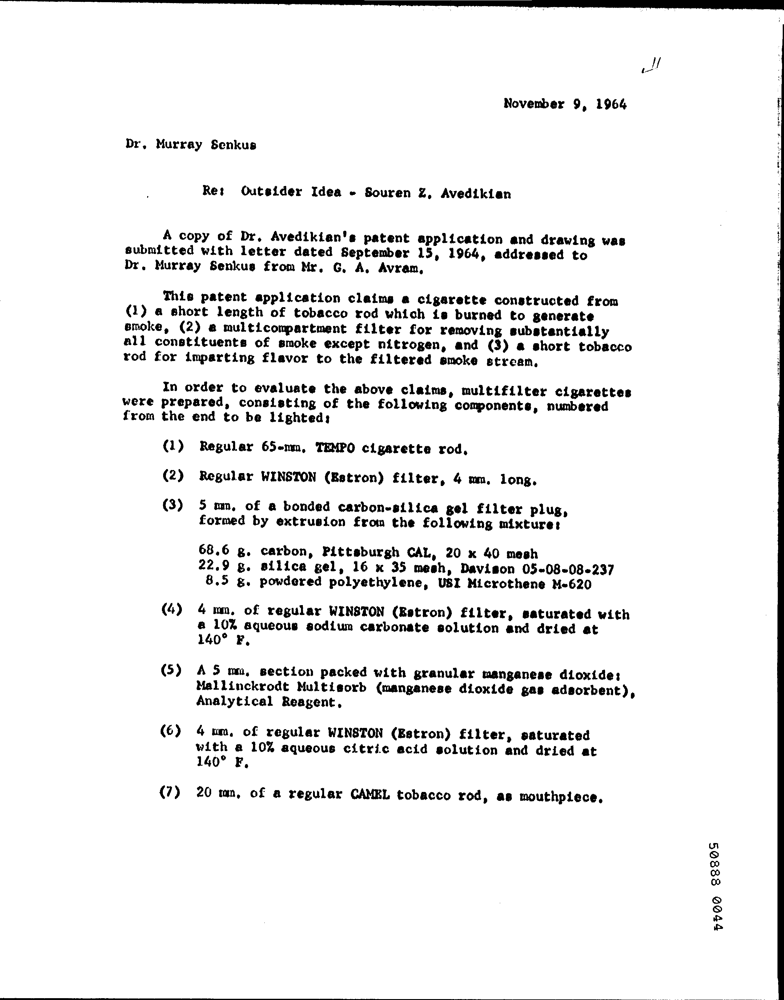 November 9, 1964
Dr. Murray Senkus
Re: Outsider Idea - Souren Z. Avedikian
A copy of Dr. Avedikian's patent application and drawing was
submitted with letter dated September 15, 1964, addressed to
Dr. Murray Senkus from Mr. G. A. Avram.
This patent application claims a cigarette constructed from
(1) a short length of tobacco rod which is burned to generate
smoke, (2) a multicompartment filter for removing substantially
all constituents of smoke except nitrogen, and (3) a short tobacco
rod for imparting flavor to the filtered smoke stream.
In order to evaluate the above claims, multifilter cigarettes
were prepared, consisting of the following components, numbered
from the end to be lighted:
(1) Regular 65-mm. TEMPO cigarette rod.
(2) Regular WINSTON (Estron) filter, 4 mm. long.
(3) 5 mm. of a bonded carbon-silica gel filter plug,
formed by extrusion from the following mixture:
68.6 g. carbon, Pittsburgh CAL, 20 x 40 mesh
22.9 g. silica gel, 16 x 35 mesh, Davison 05-08-08-237
8.5 g. powdered polyethylene, USI Microthene M-620
(4) 4 mm. of regular WINSTON (Estron) filter, saturated with
a 10% aqueous sodium carbonate solution and dried at
140° F.
(5) A 5 mm. section packed with granular manganese dioxide:
Mallinckrodt Multisorb (manganese dioxide gas adsorbent),
Analytical Reagent.
(6) 4 mm. of regular WINSTON (Estron) filter, saturated
with a 10% aqueous citric acid solution and dried at
140° F.
(7) 20 mm. of a regular CAMEL tobacco rod, as mouthpiece.
50888 0044